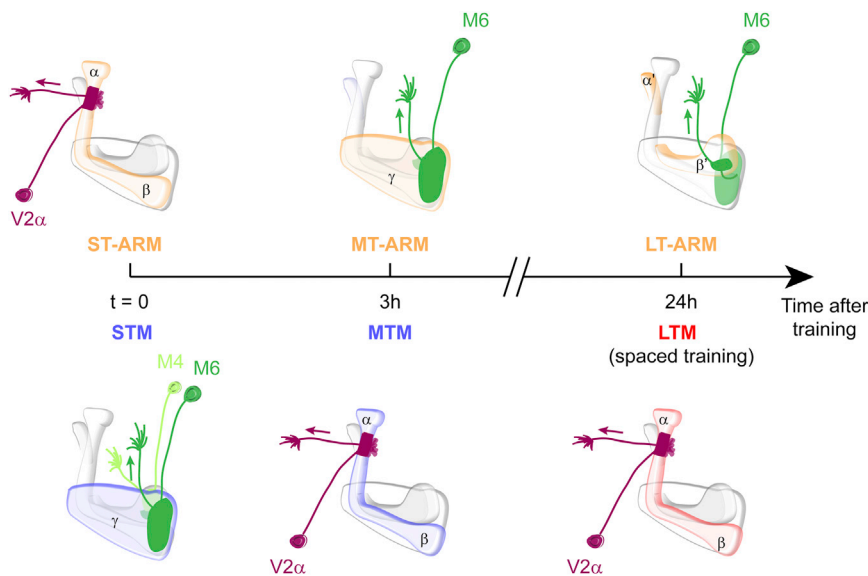 M6
M6
α
α'
γ
β'
β
V2α
ST-ARM
MT-ARM
LT-ARM
t = 0
3h
24h
Time after
training
STM
MTM
LTM
(spaced training)
M4
M6
α
α
γ
β
β
V2α
V2α